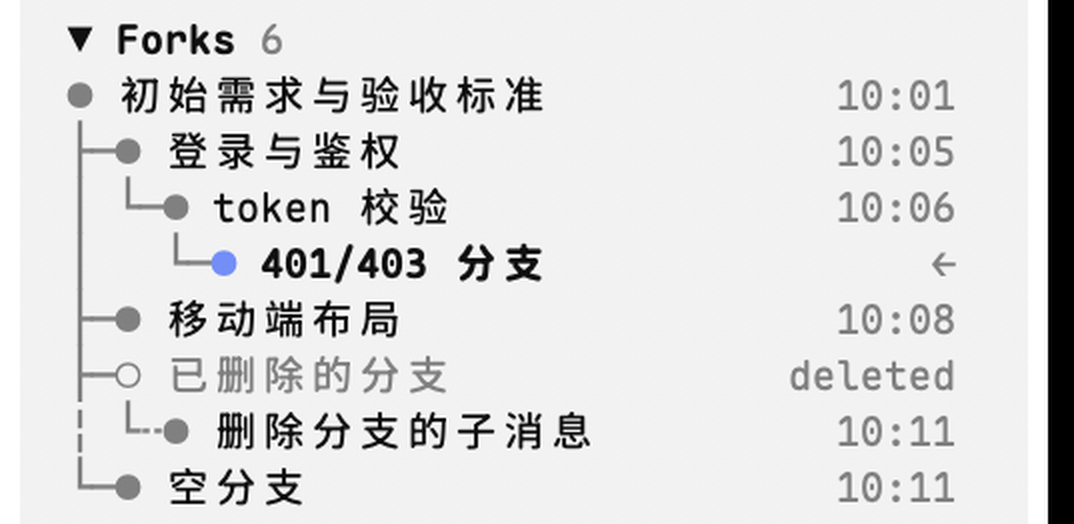 ▼ Forks 6
初始需求与验收标准 10:01
登录与鉴权 10:05
token 校验 10:06
401/403 分支 ←
移动端布局 10:08
已删除的分支 deleted
删除分支的子消息 10:11
空分支 10:11